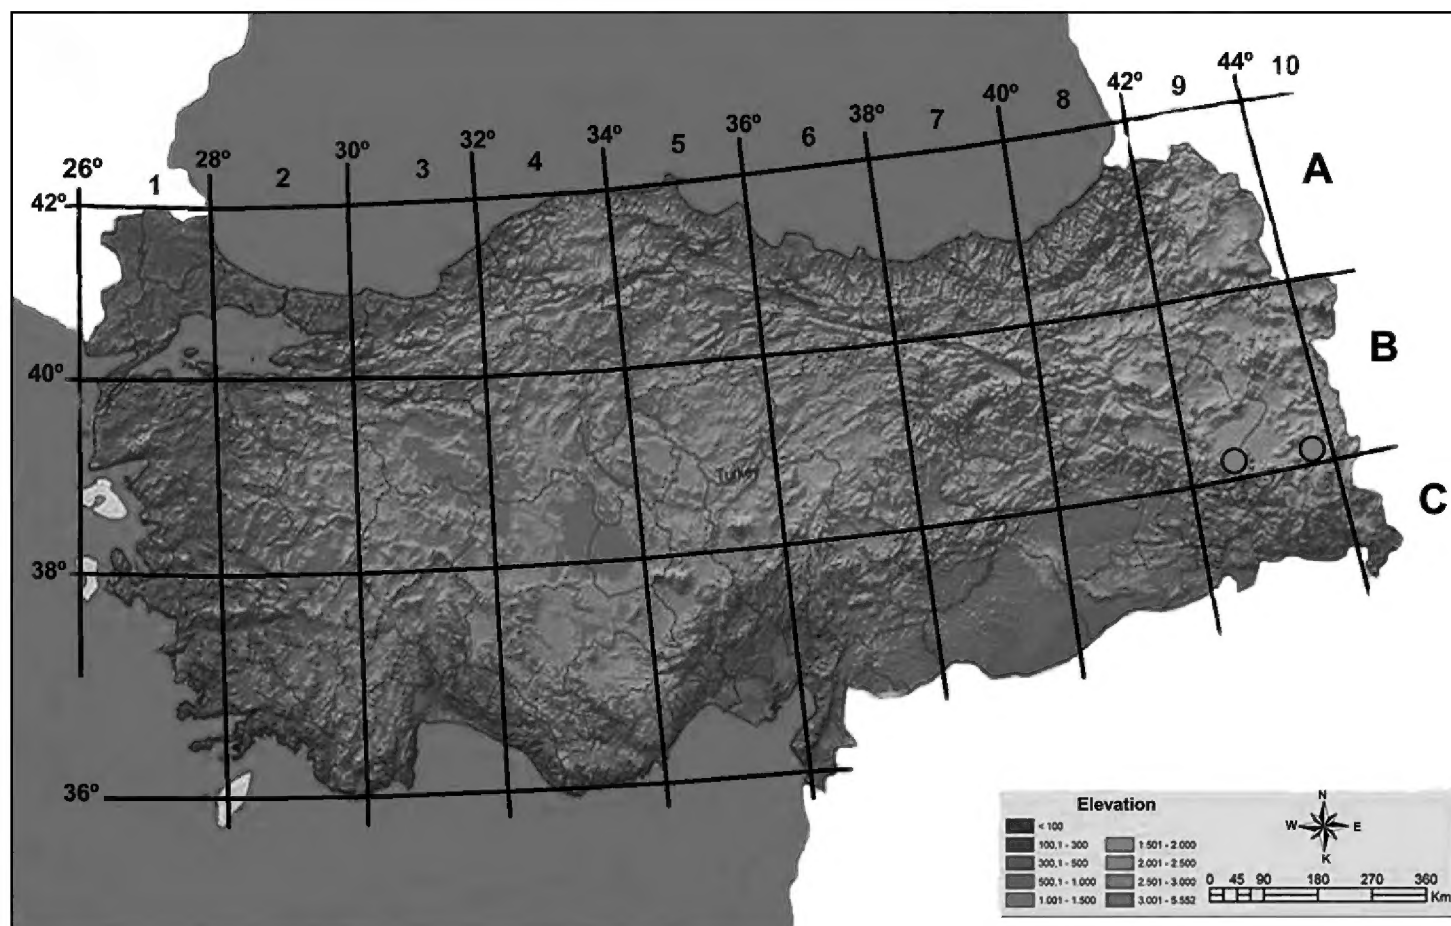 44º 10
42º 9
40º 8
38º 7
36º 6
34º 5
32º 4
30º 3
28º 2
26º 1
42º
A
40º
B
38º
C
36º
Turkey
Elevation
< 100
100,1 - 300
300,1 - 500
500,1 - 1.000
1.001 - 1.500
1.501 - 2.000
2.001 - 2.500
2.501 - 3.000
3.001 - 5.552
N
W E
K
0 45 90 180 270 360
Km